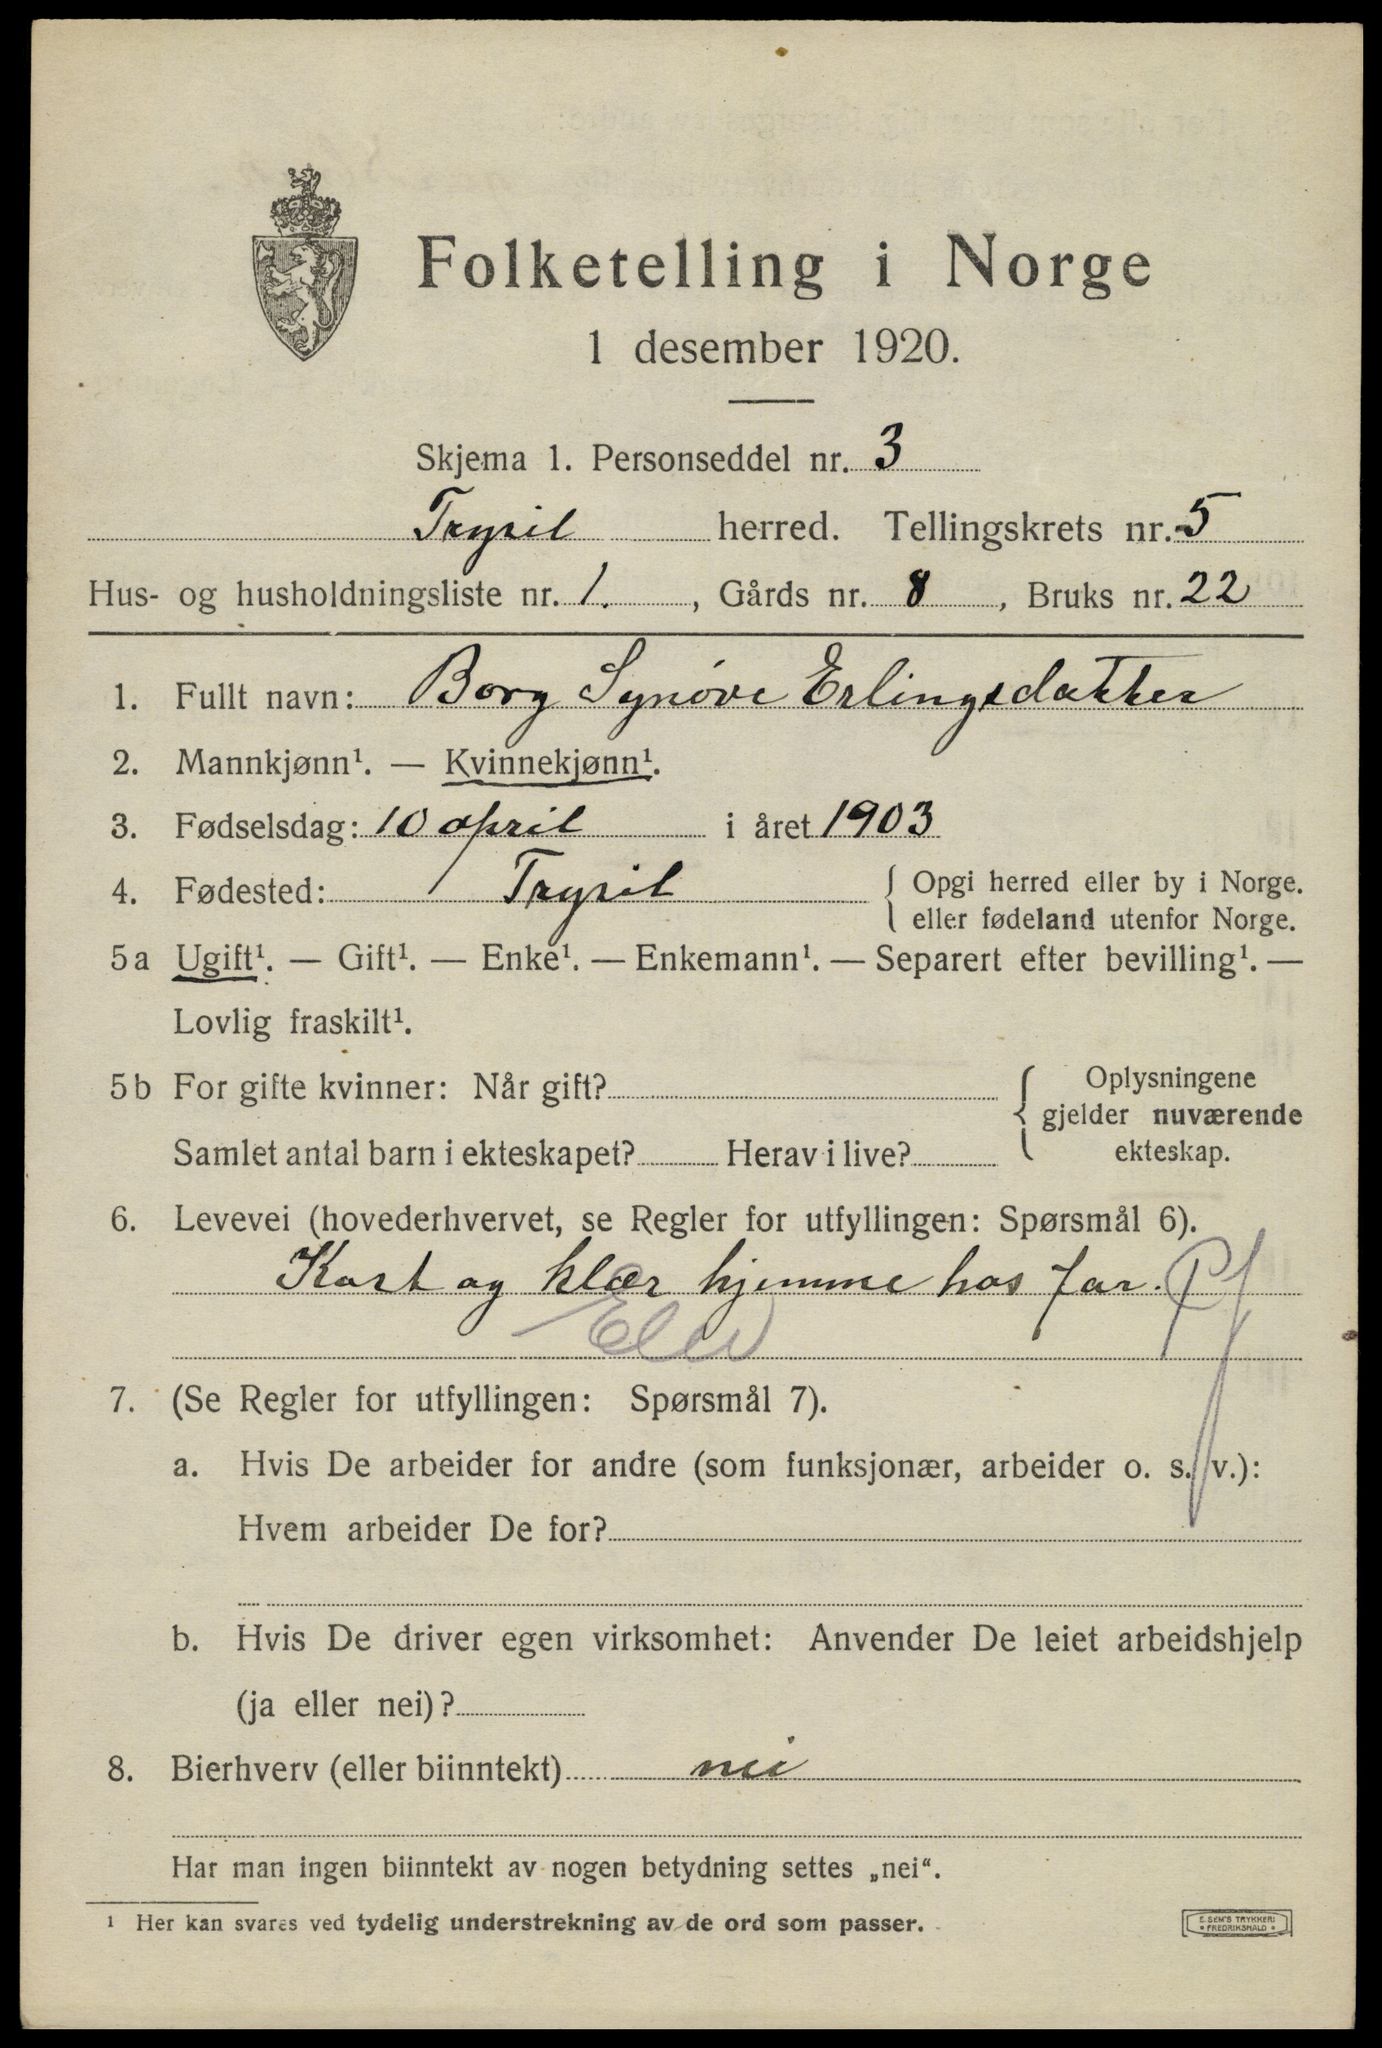 Folketelling i Norge
1 desember 1920.
Skjema 1. Personseddel nr. 3
Trysil herred. Tellingskrets nr. 5
Hus- og husholdningsliste nr. 1. , Gårds nr. 8 , Bruks nr. 22
1. Fullt navn: Borg Synøve Erlingsdatter
2. Mannkjønn¹. — Kvinnekjønn¹.
3. Fødselsdag: 10 april i året 1903
4. Fødested: Trysil { Opgi herred eller by i Norge.
eller fødeland utenfor Norge.
5a Ugift¹. — Gift¹. — Enke¹. — Enkemann¹. — Separert efter bevilling¹. —
Lovlig fraskilt¹.
5b For gifte kvinner: Når gift? { Oplysningene
gjelder nuværende
Samlet antal barn i ekteskapet? Herav i live? ekteskap.
6. Levevei (hovederhvervet, se Regler for utfyllingen: Spørsmål 6).
Kost og klær hjemme hos far.
Elev
7. (Se Regler for utfyllingen: Spørsmål 7).
a. Hvis De arbeider for andre (som funksjonær, arbeider o. s. v.):
Hvem arbeider De for?
b. Hvis De driver egen virksomhet: Anvender De leiet arbeidshjelp
(ja eller nei)?
8. Bierhverv (eller biinntekt) nei
Har man ingen biinntekt av nogen betydning settes „nei“.
¹ Her kan svares ved tydelig understrekning av de ord som passer.
E. SEM'S TRYKKERI
* FREDRIKSHALD *